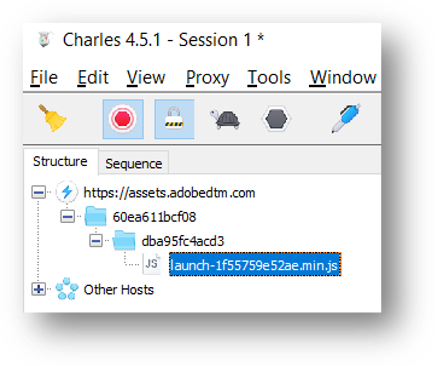 Charles 4.5.1 - Session 1 *
File Edit View Proxy Tools Window
Structure Sequence
https://assets.adobedtm.com
60ea611bcf08
dba95fc4acd3
JS launch-1f55759e52ae.min.js
Other Hosts